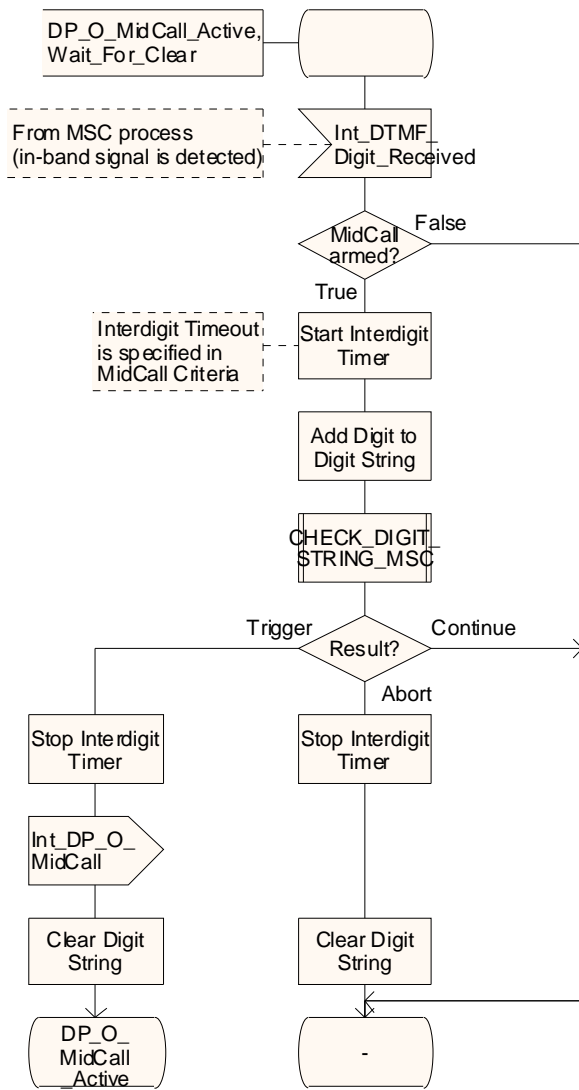 DP_O_MidCall_Active,
Wait_For_Clear
From MSC process
(in-band signal is detected)
Int_DTMF_
Digit_Received
MidCall
armed?
False
True
Interdigit Timeout
is specified in
MidCall Criteria
Start Interdigit
Timer
Add Digit to
Digit String
CHECK_DIGIT_
STRING_MSC
Trigger
Result?
Continue
Abort
Stop Interdigit
Timer
Stop Interdigit
Timer
Int_DP_O_
MidCall
Clear Digit
String
Clear Digit
String
DP_O_
MidCall
_Active
-